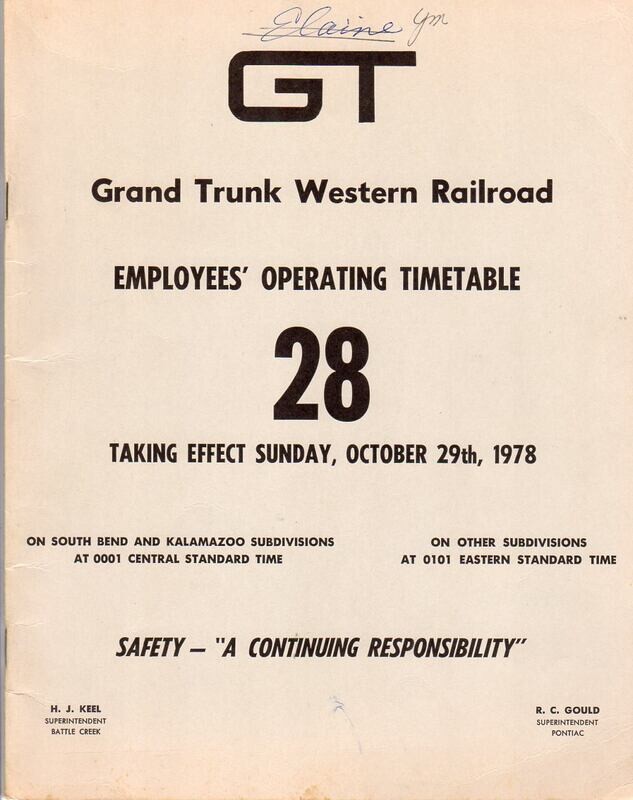 Elaine ym
GT
Grand Trunk Western Railroad
EMPLOYEES' OPERATING TIMETABLE
28
TAKING EFFECT SUNDAY, OCTOBER 29th, 1978
ON SOUTH BEND AND KALAMAZOO SUBDIVISIONS
AT 0001 CENTRAL STANDARD TIME
ON OTHER SUBDIVISIONS
AT 0101 EASTERN STANDARD TIME
SAFETY — "A CONTINUING RESPONSIBILITY"
H. J. KEEL
SUPERINTENDENT
BATTLE CREEK
R. C. GOULD
SUPERINTENDENT
PONTIAC